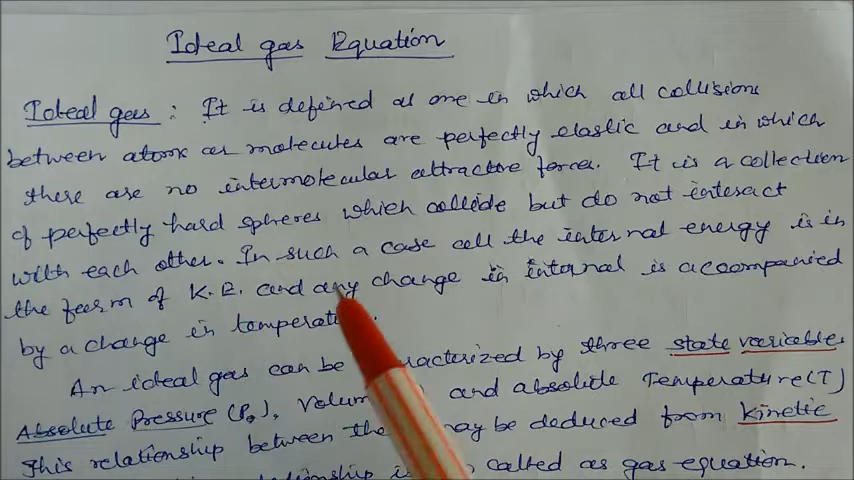 Ideal gas Equation
Ideal gas: It is defined as one in which all collisions
between atoms or molecules are perfectly elastic and in which
there are no intermolecular attractive forces. It is a collection
of perfectly hard spheres which collide but do not interact
with each other. In such a case all the internal energy is in
the form of K.E. and any change in internal is accompanied
by a change in temperat
An ideal gas can be racterized by three state variables
Absolute Pressure (P), Volum and absolute Temperature (T)
This relationship between the may be deduced from kinetic
called as gas equation.